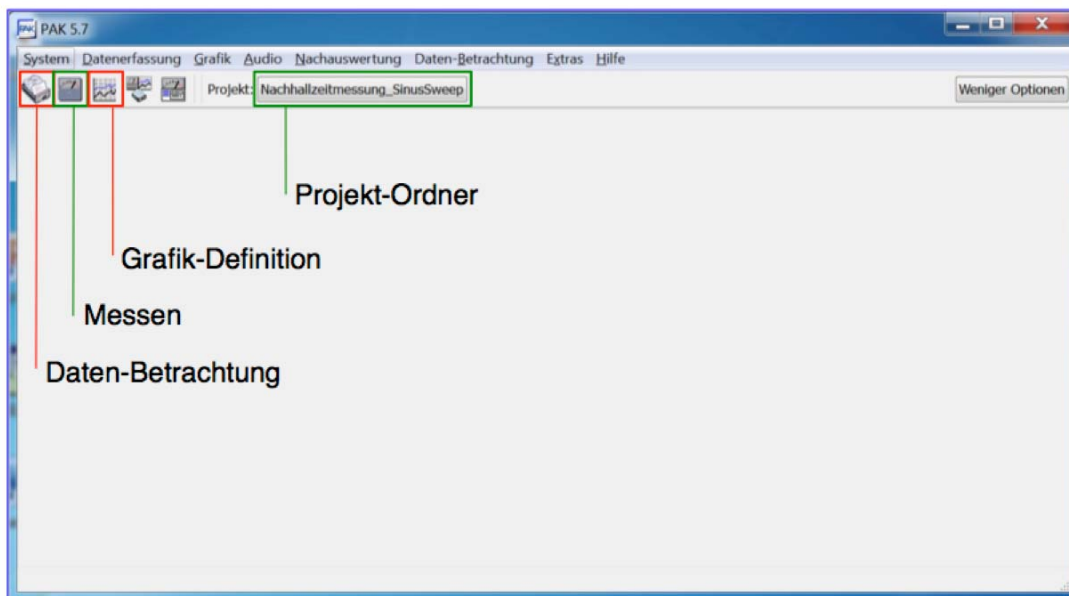 PAK PAK 5.7
System Datenerfassung Grafik Audio Nachauswertung Daten-Betrachtung Extras Hilfe
Projekt: Nachhallzeitmessung_SinusSweep Weniger Optionen
Projekt-Ordner
Grafik-Definition
Messen
Daten-Betrachtung